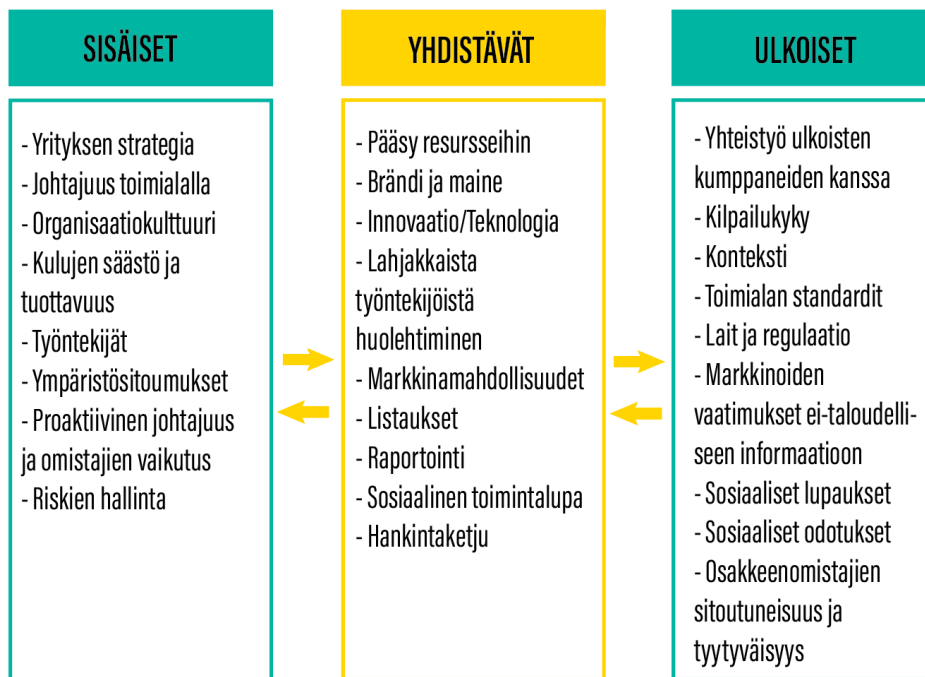 SISÄISET
- Yrityksen strategia
- Johtajuus toimialalla
- Organisaatiokulttuuri
- Kulujen säästö ja
tuottavuus
- Työntekijät
- Ympäristösitoumukset
- Proaktiivinen johtajuus
ja omistajien vaikutus
- Riskien hallinta
YHDISTÄVÄT
- Pääsy resursseihin
- Brändi ja maine
- Innovaatio/Teknologia
- Lahjakkaista
työntekijöistä
huolehtiminen
- Markkinamahdollisuudet
- Listaukset
- Raportointi
- Sosiaalinen toimintalupa
- Hankintaketju
ULKOISET
- Yhteistyö ulkoisten
kumppaneiden kanssa
- Kilpailukyky
- Konteksti
- Toimialan standardit
- Lait ja regulaatio
- Markkinoiden
vaatimukset ei-taloudelli-
seen informaatioon
- Sosiaaliset lupaukset
- Sosiaaliset odotukset
- Osakkeenomistajien
sitoutuneisuus ja
tyytyväisyys